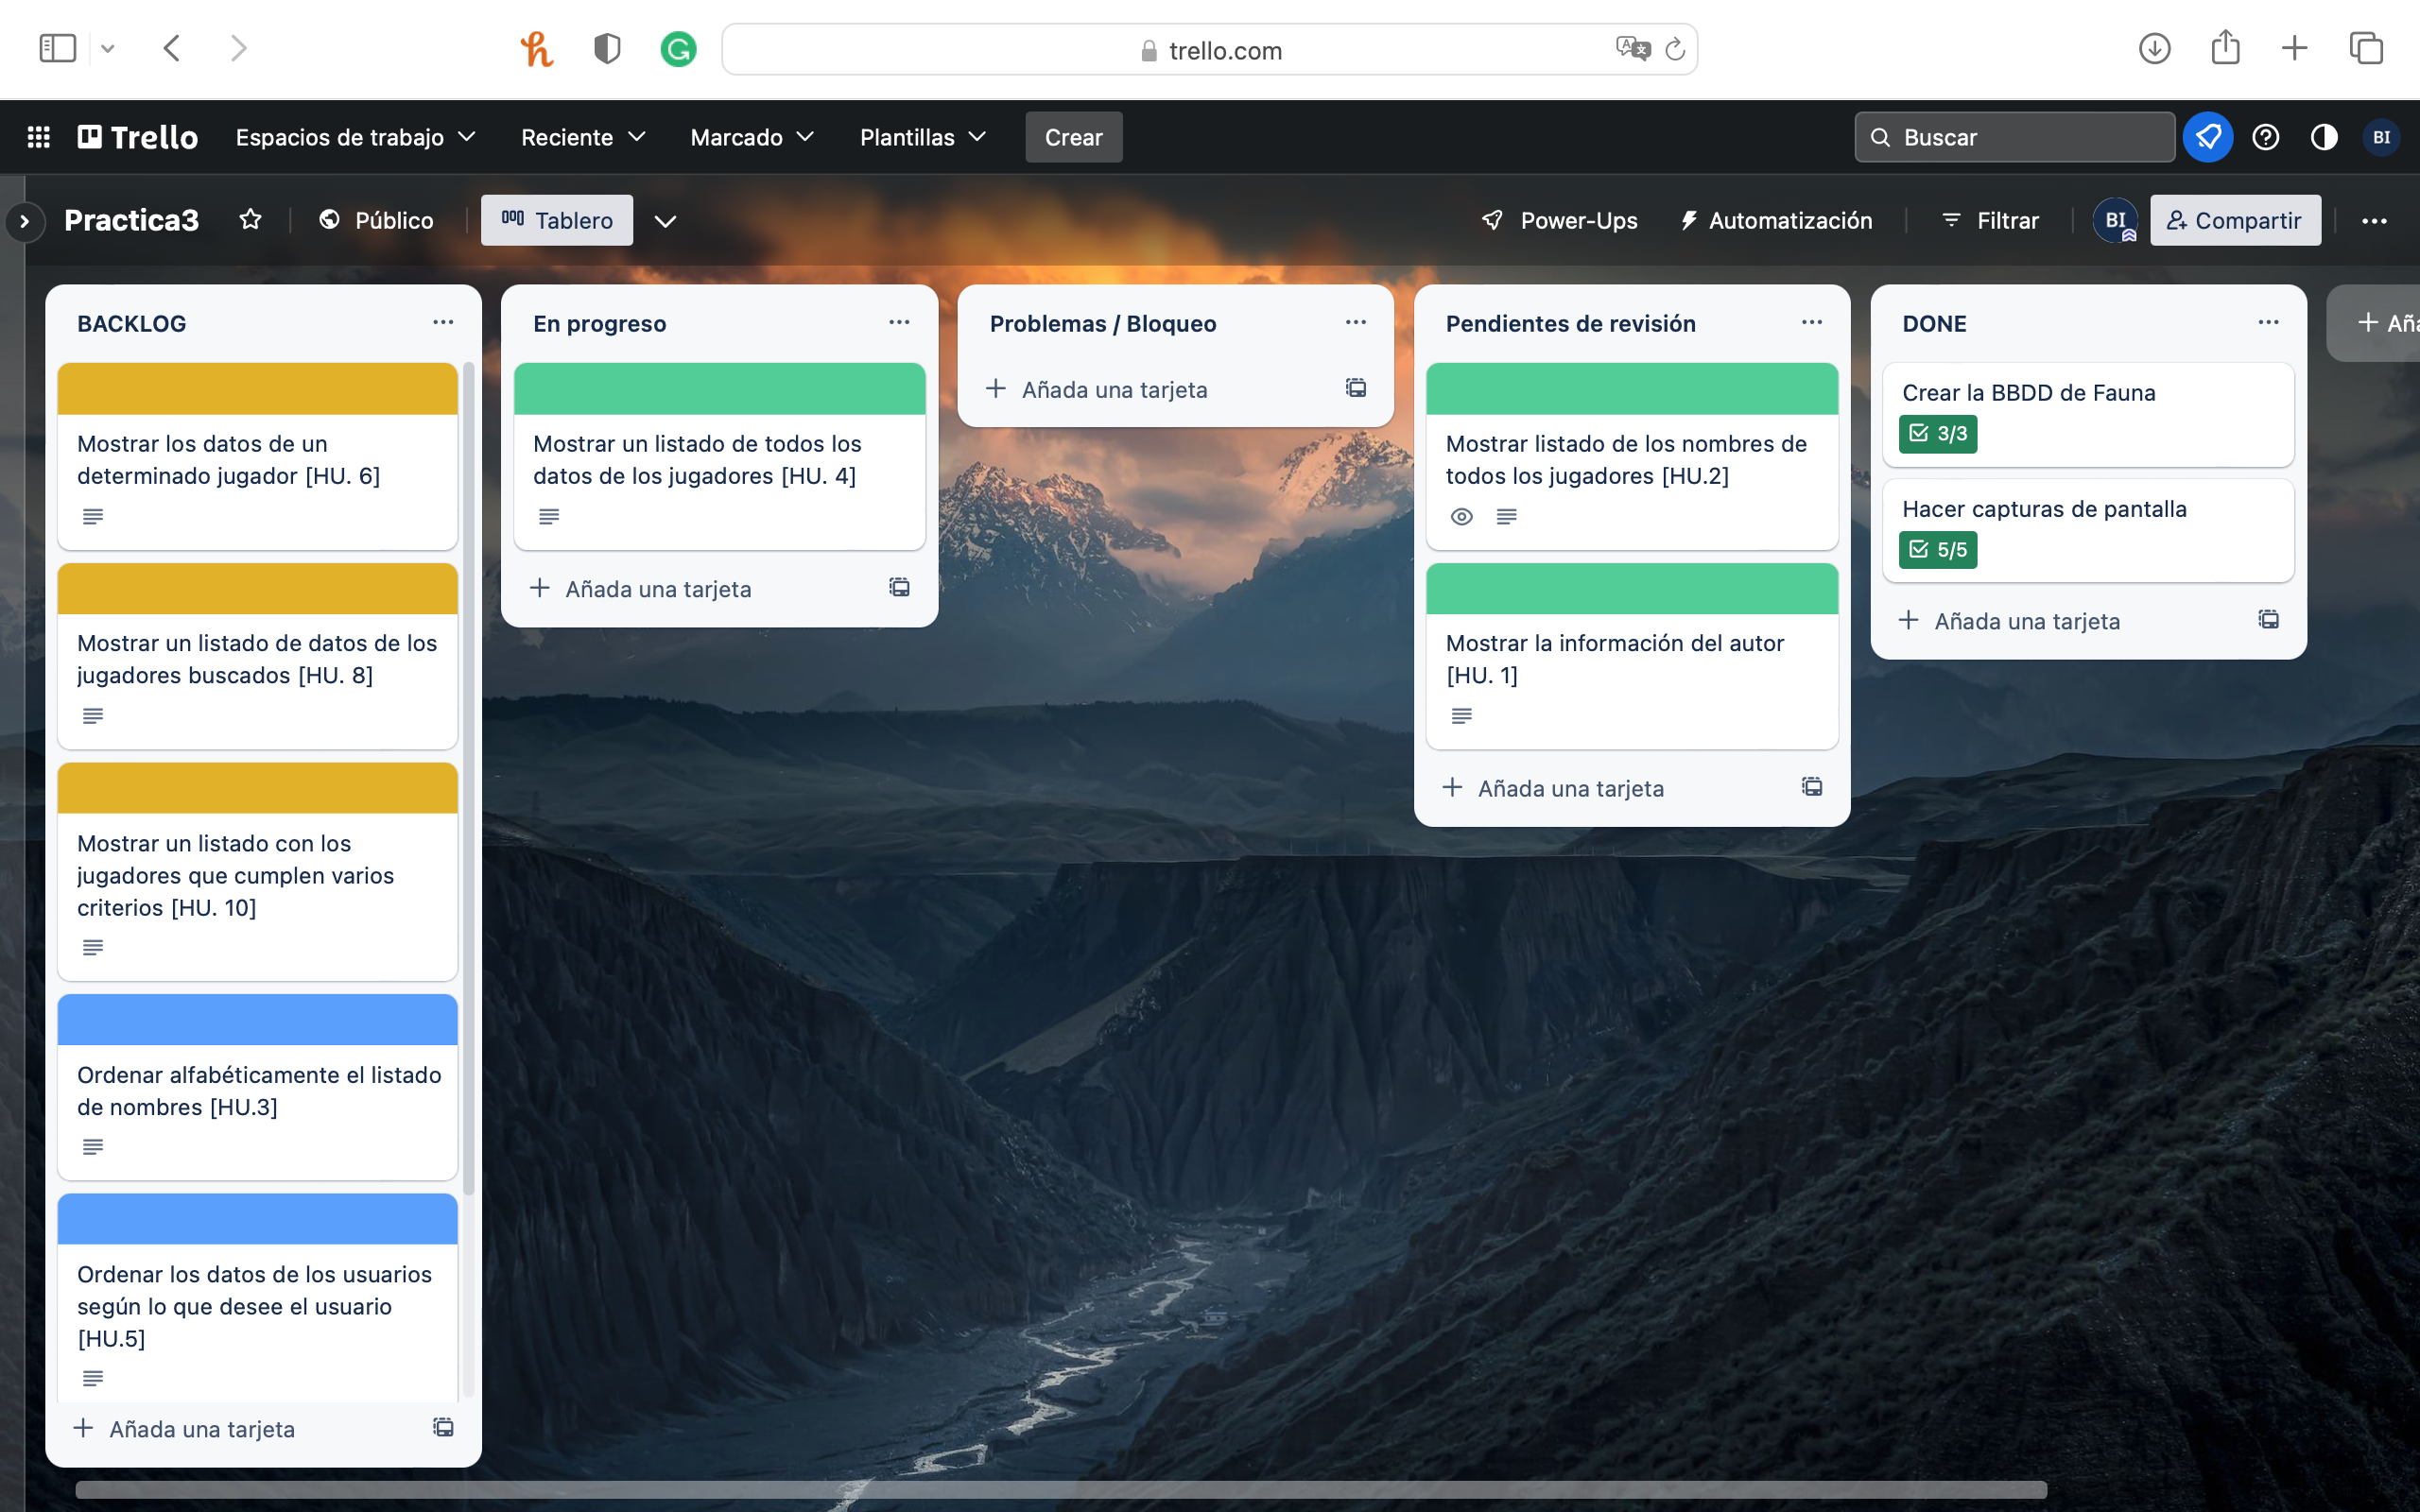 trello.com
Trello
Espacios de trabajo
Reciente
Marcado
Plantillas
Crear
Buscar
BI
Practica3
Público
Tablero
Power-Ups
Automatización
Filtrar
BI
Compartir
BACKLOG
Mostrar los datos de un
determinado jugador [HU. 6]
Mostrar un listado de datos de los
jugadores buscados [HU. 8]
Mostrar un listado con los
jugadores que cumplen varios
criterios [HU. 10]
Ordenar alfabéticamente el listado
de nombres [HU.3]
Ordenar los datos de los usuarios
según lo que desee el usuario
[HU.5]
Añada una tarjeta
En progreso
Mostrar un listado de todos los
datos de los jugadores [HU. 4]
Añada una tarjeta
Problemas / Bloqueo
Añada una tarjeta
Pendientes de revisión
Mostrar listado de los nombres de
todos los jugadores [HU.2]
Mostrar la información del autor
[HU. 1]
Añada una tarjeta
DONE
Crear la BBDD de Fauna
3/3
Hacer capturas de pantalla
5/5
Añada una tarjeta